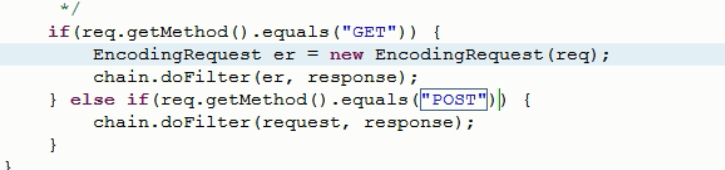 */
if(req.getMethod().equals("GET")) {
EncodingRequest er = new EncodingRequest(req);
chain.doFilter(er, response);
} else if(req.getMethod().equals("POST")) {
chain.doFilter(request, response);
}
}